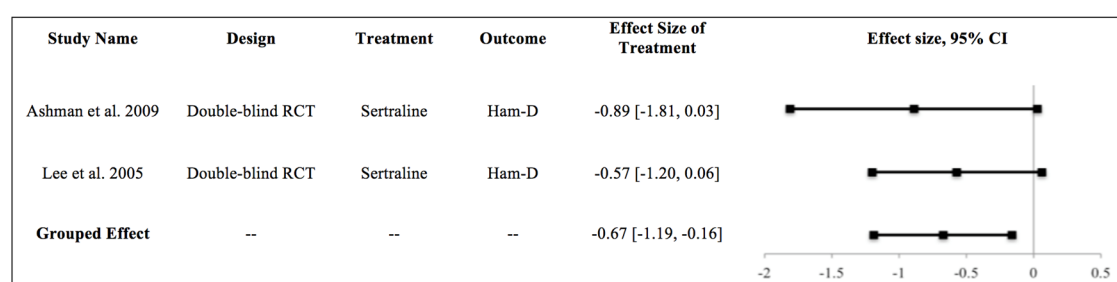 Study Name Design Treatment Outcome Effect Size of Treatment Effect size, 95% CI
Ashman et al. 2009 Double-blind RCT Sertraline Ham-D -0.89 [-1.81, 0.03]
Lee et al. 2005 Double-blind RCT Sertraline Ham-D -0.57 [-1.20, 0.06]
Grouped Effect -- -- -- -0.67 [-1.19, -0.16]
-2 -1.5 -1 -0.5 0 0.5